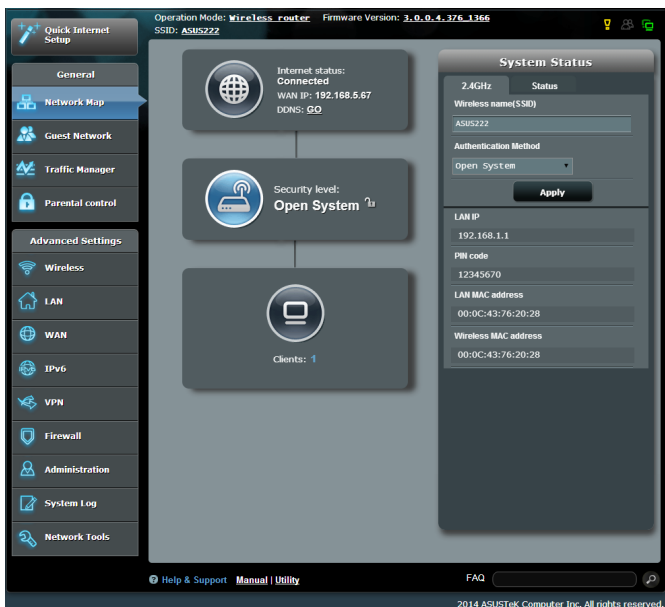 Quick Internet
Setup
Operation Mode: Wireless router Firmware Version: 3.0.0.4.376_1366
SSID: ASUS222
General
Network Map
Guest Network
Traffic Manager
Parental control
Advanced Settings
Wireless
LAN
WAN
IPv6
IPv6
VPN
Firewall
Administration
System Log
Network Tools
Internet status:
Connected
WAN IP: 192.168.5.67
DDNS: GO
Security level:
Open System
Clients: 1
System Status
2.4GHz Status
Wireless name(SSID)
ASUS222
Authentication Method
Open System
Apply
LAN IP
192.168.1.1
PIN code
12345670
LAN MAC address
00:0C:43:76:20:28
Wireless MAC address
00:0C:43:76:20:28
? Help & Support Manual | Utility
FAQ
2014 ASUSTeK Computer Inc. All rights reserved.